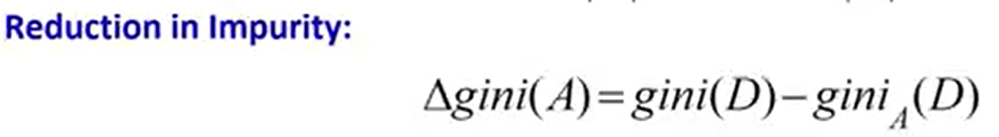 Reduction in Impurity:
Δgini(A)=gini(D)−gini_A(D)